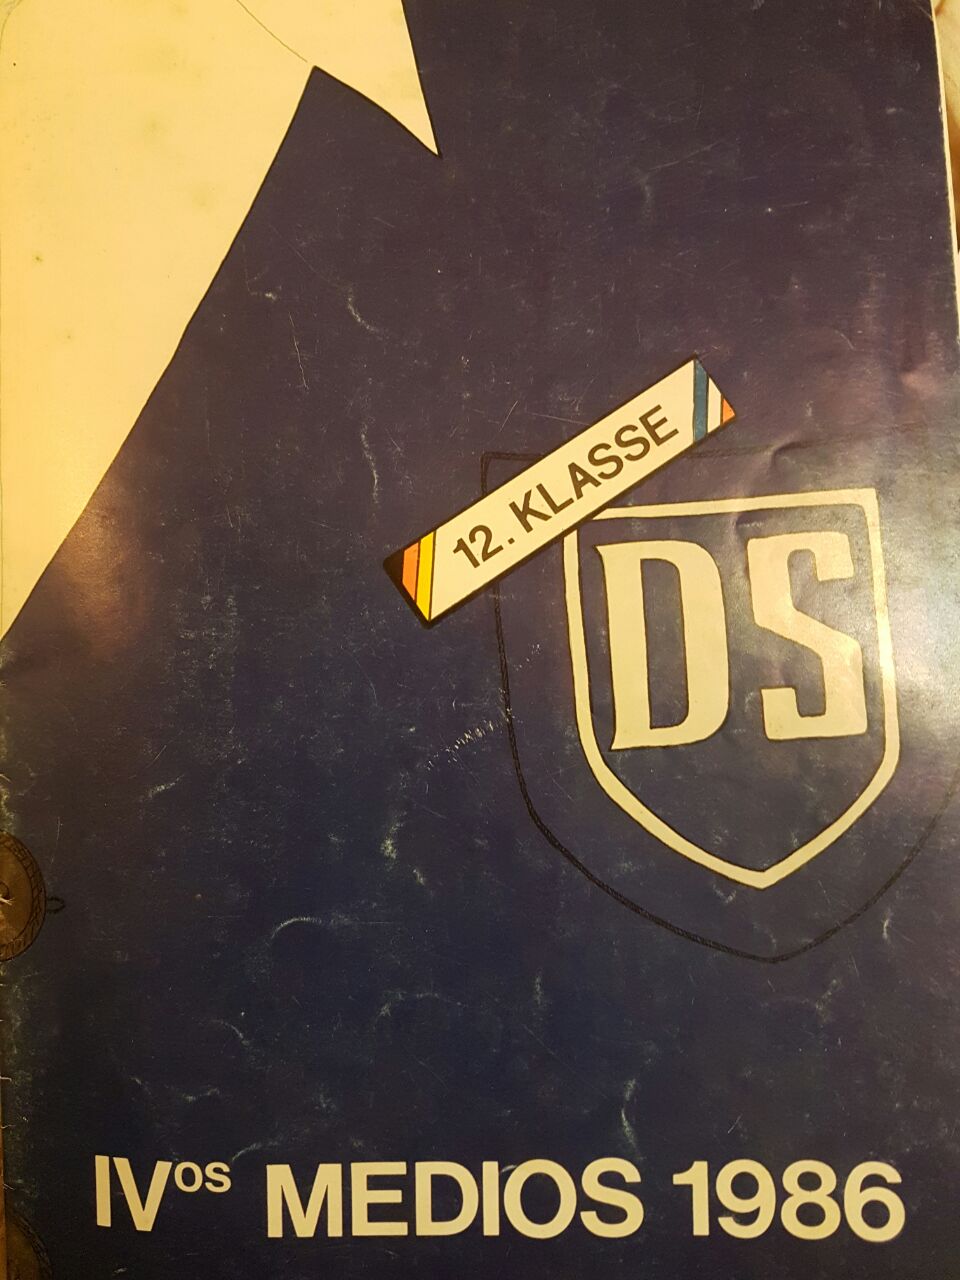 12. KLASSE
DS
IVos MEDIOS 1986